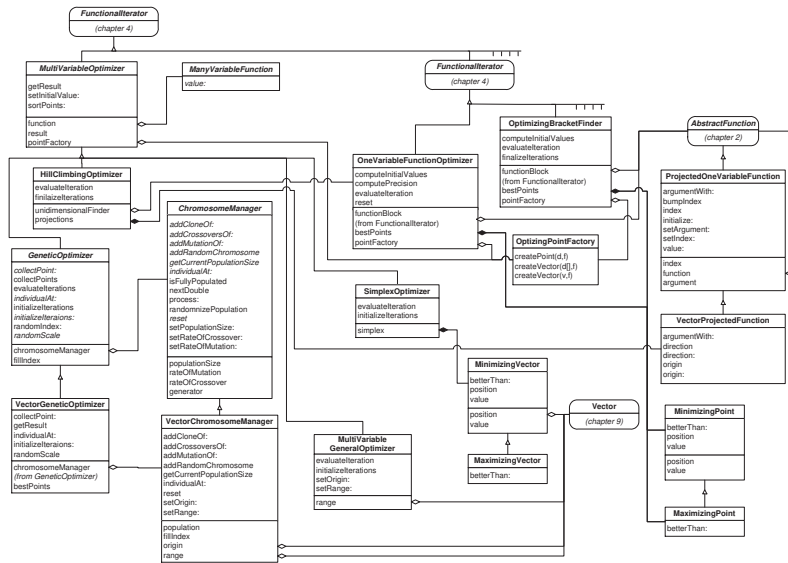 FunctionalIterator
(chapter 4)
MultiVariableOptimizer
getResult
setInitialValue:
sortPoints:
function
result
pointFactory
ManyVariableFunction
value:
FunctionalIterator
(chapter 4)
OptimizingBracketFinder
computeInitialValues
evaluateIteration
finalizeIterations
functionBlock
(from FunctionalIterator)
bestPoints
pointFactory
AbstractFunction
(chapter 2)
HillClimbingOptimizer
evaluateIteration
finilaizeIterations
unidimensionalFinder
projections
OneVariableFunctionOptimizer
computeInitialValues
computePrecision
evaluateIteration
reset
functionBlock
(from FunctionalIterator)
bestPoints
pointFactory
ProjectedOneVariableFunction
argumentWith:
bumpIndex
index
initialize:
setArgument:
setIndex:
value:
index
function
argument
ChromosomeManager
addCloneOf:
addCrossoversOf:
addMutationOf:
addRandomChromosome
getCurrentPopulationSize
individualAt:
isFullyPopulated
nextDouble
process:
randomnizePopulation
reset
setPopulationSize:
setRateOfCrossover:
setRateOfMutation:
populationSize
rateOfMutation
rateOfCrossover
generator
GeneticOptimizer
collectPoint:
collectPoints
evaluateIterations
individualAt:
initializeIterations
initializeIteraions:
randomIndex:
randomScale
chromosomeManager
fillIndex
OptizingPointFactory
createPoint(d,f)
createVector(d[],f)
createVector(v,f)
SimplexOptimizer
evaluateIteration
initializeIterations
simplex
VectorProjectedFunction
argumentWith:
direction
direction:
origin
origin:
MinimizingVector
betterThan:
position
value
position
value
VectorGeneticOptimizer
collectPoint:
getResult
individualAt:
initializeIteraions:
randomScale
chromosomeManager
(from GeneticOptimizer)
bestPoints
VectorChromosomeManager
addCloneOf:
addCrossoversOf:
addMutationOf:
addRandomChromosome
getCurrentPopulationSize
individualAt:
reset
setOrigin:
setRange:
population
fillIndex
origin
range
Vector
(chapter 9)
MinimizingPoint
betterThan:
position
value
position
value
MultiVariable
GeneralOptimizer
evaluateIteration
initializeIterations
setOrigin:
setRange:
range
MaximizingVector
betterThan:
MaximizingPoint
betterThan: